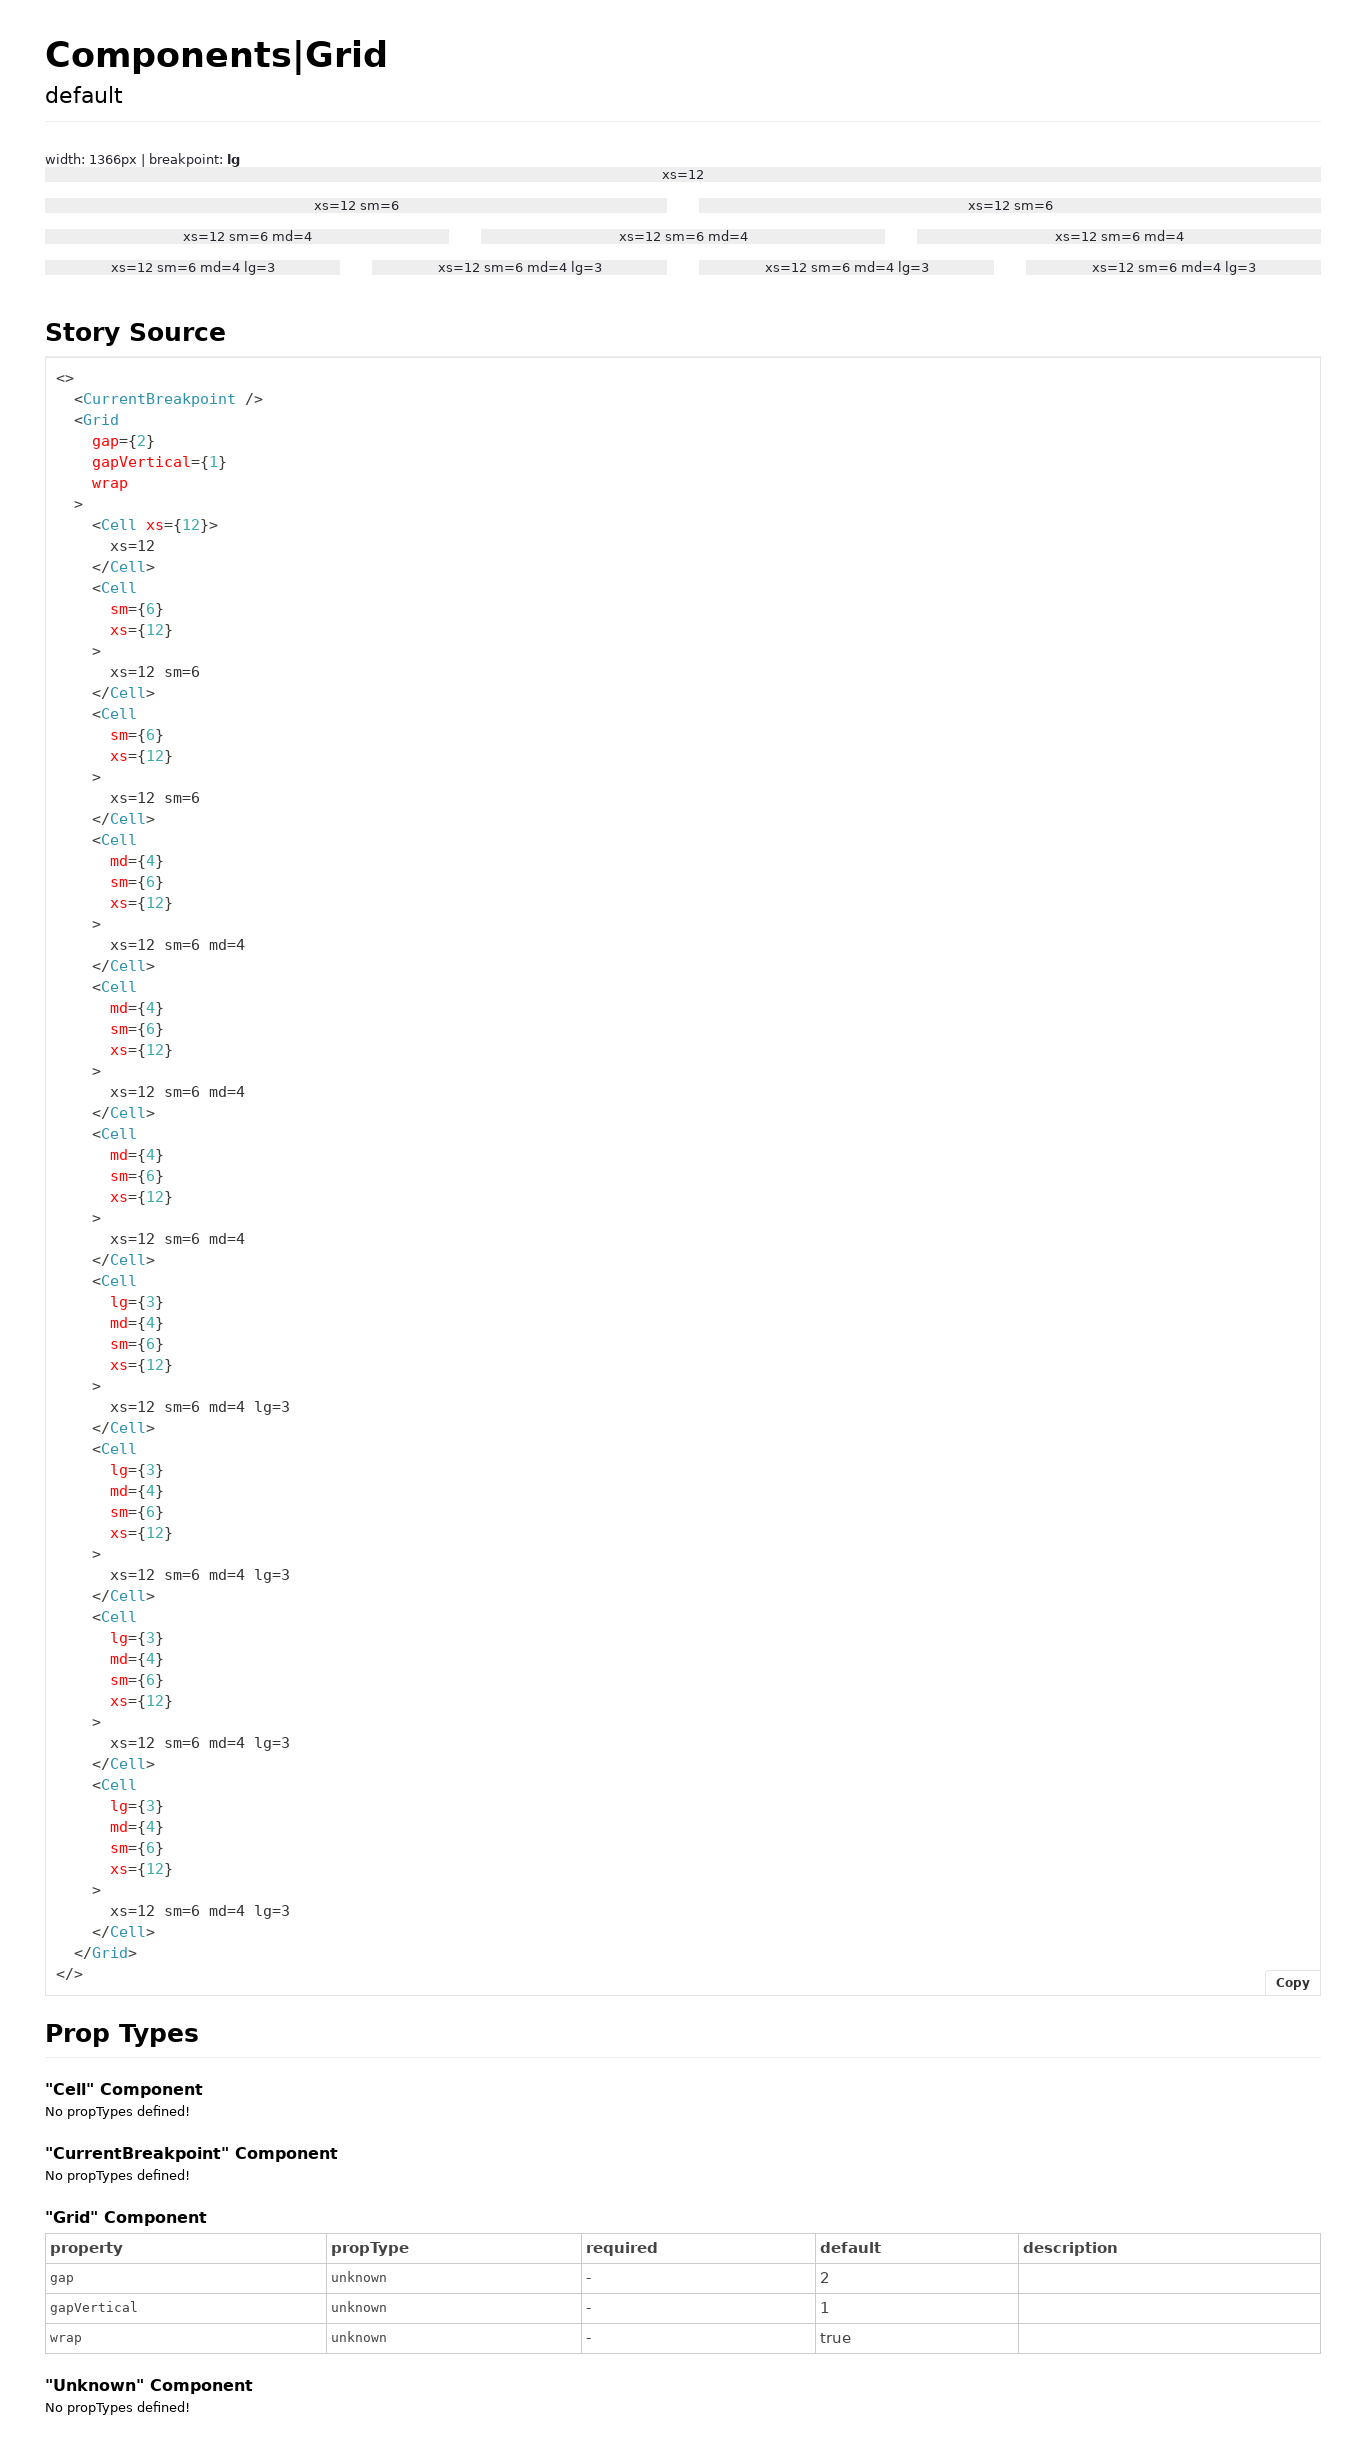 Components|Grid
default
width: 1366px | breakpoint: lg
xs=12
xs=12 sm=6 xs=12 sm=6
xs=12 sm=6 md=4 xs=12 sm=6 md=4 xs=12 sm=6 md=4
xs=12 sm=6 md=4 lg=3 xs=12 sm=6 md=4 lg=3 xs=12 sm=6 md=4 lg=3 xs=12 sm=6 md=4 lg=3
Story Source
<>
<CurrentBreakpoint />
<Grid
gap={2}
gapVertical={1}
wrap
>
<Cell xs={12}>
xs=12
</Cell>
<Cell
sm={6}
xs={12}
>
xs=12 sm=6
</Cell>
<Cell
sm={6}
xs={12}
>
xs=12 sm=6
</Cell>
<Cell
md={4}
sm={6}
xs={12}
>
xs=12 sm=6 md=4
</Cell>
<Cell
md={4}
sm={6}
xs={12}
>
xs=12 sm=6 md=4
</Cell>
<Cell
md={4}
sm={6}
xs={12}
>
xs=12 sm=6 md=4
</Cell>
<Cell
lg={3}
md={4}
sm={6}
xs={12}
>
xs=12 sm=6 md=4 lg=3
</Cell>
<Cell
lg={3}
md={4}
sm={6}
xs={12}
>
xs=12 sm=6 md=4 lg=3
</Cell>
<Cell
lg={3}
md={4}
sm={6}
xs={12}
>
xs=12 sm=6 md=4 lg=3
</Cell>
<Cell
lg={3}
md={4}
sm={6}
xs={12}
>
xs=12 sm=6 md=4 lg=3
</Cell>
</Grid>
</>
Copy
Prop Types
"Cell" Component
No propTypes defined!
"CurrentBreakpoint" Component
No propTypes defined!
"Grid" Component
property propType required default description
gap unknown - 2
gapVertical unknown - 1
wrap unknown - true
"Unknown" Component
No propTypes defined!